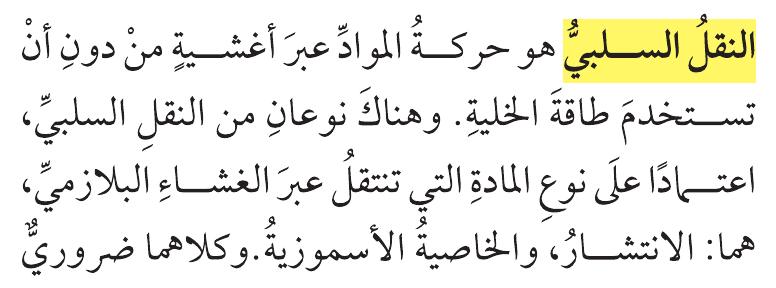 النقلُ السلبيُّ هو حركةُ الموادِّ عبرَ أغشيةٍ منْ دونِ أنْ
تستخدمَ طاقةَ الخليةِ. وهناكَ نوعانِ من النقلِ السلبيِّ،
اعتمادًا علَى نوعِ المادةِ التي تنتقلُ عبرَ الغشاءِ البلازميِّ،
هما: الانتشارُ، والخاصيةُ الأسموزيةُ.وكلاهما ضروريٌّ